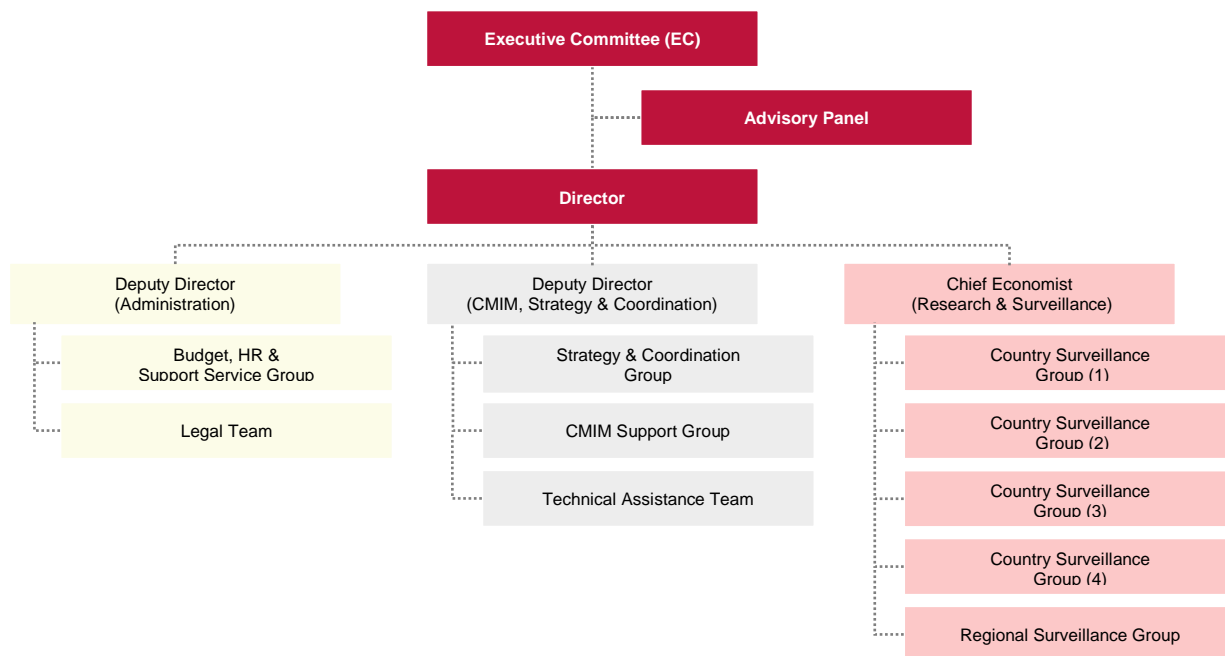 Executive Committee (EC)
Advisory Panel
Director
Deputy Director
(Administration)
Budget, HR &
Support Service Group
Legal Team
Deputy Director
(CMIM, Strategy & Coordination)
Strategy & Coordination
Group
CMIM Support Group
Technical Assistance Team
Chief Economist
(Research & Surveillance)
Country Surveillance
Group (1)
Country Surveillance
Group (2)
Country Surveillance
Group (3)
Country Surveillance
Group (4)
Regional Surveillance Group